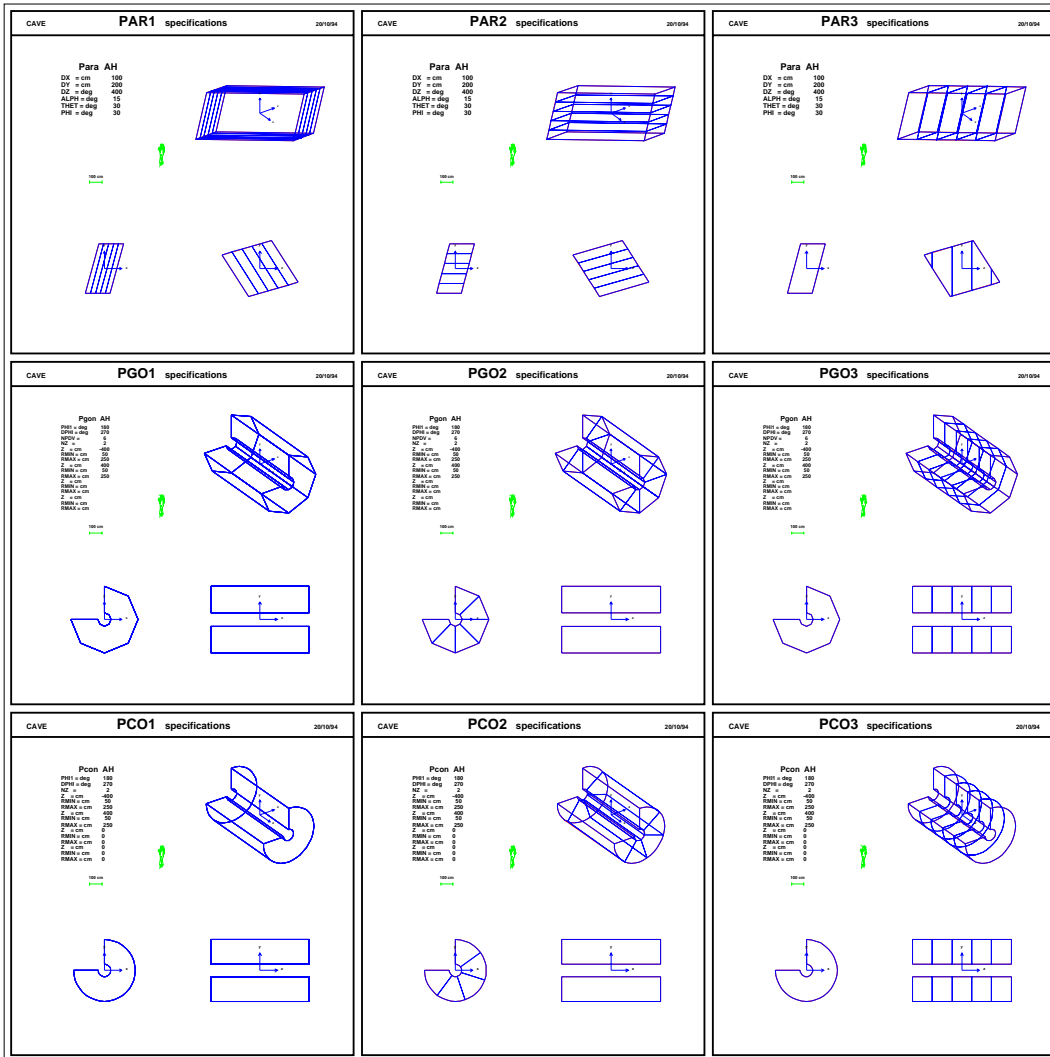 CAVE PAR1 specifications 20/10/94
Para AH
DX = cm 100
DY = cm 200
DZ = deg 400
ALPH = deg 15
THET = deg 30
PHI = deg 30
100 cm
CAVE PAR2 specifications 20/10/94
Para AH
DX = cm 100
DY = cm 200
DZ = deg 400
ALPH = deg 15
THET = deg 30
PHI = deg 30
100 cm
CAVE PAR3 specifications 20/10/94
Para AH
DX = cm 100
DY = cm 200
DZ = deg 400
ALPH = deg 15
THET = deg 30
PHI = deg 30
100 cm
CAVE PGO1 specifications 20/10/94
Pgon AH
PHI1 = deg 180
DPHI = deg 270
NPDV = 6
NZ = 2
Z = cm -400
RMIN = cm 50
RMAX = cm 250
Z = cm 400
RMIN = cm 50
RMAX = cm 250
Z = cm
RMIN = cm
RMAX = cm
Z = cm
RMIN = cm
RMAX = cm
100 cm
CAVE PGO2 specifications 20/10/94
Pgon AH
PHI1 = deg 180
DPHI = deg 270
NPDV = 6
NZ = 2
Z = cm -400
RMIN = cm 50
RMAX = cm 250
Z = cm 400
RMIN = cm 50
RMAX = cm 250
Z = cm
RMIN = cm
RMAX = cm
Z = cm
RMIN = cm
RMAX = cm
100 cm
CAVE PGO3 specifications 20/10/94
Pgon AH
PHI1 = deg 180
DPHI = deg 270
NPDV = 6
NZ = 2
Z = cm -400
RMIN = cm 50
RMAX = cm 250
Z = cm 400
RMIN = cm 50
RMAX = cm 250
Z = cm
RMIN = cm
RMAX = cm
Z = cm
RMIN = cm
RMAX = cm
100 cm
CAVE PCO1 specifications 20/10/94
Pcon AH
PHI1 = deg 180
DPHI = deg 270
NZ = 2
Z = cm -400
RMIN = cm 50
RMAX = cm 250
Z = cm 400
RMIN = cm 50
RMAX = cm 250
Z = cm 0
RMIN = cm 0
RMAX = cm 0
Z = cm 0
RMIN = cm 0
RMAX = cm 0
100 cm
CAVE PCO2 specifications 20/10/94
Pcon AH
PHI1 = deg 180
DPHI = deg 270
NZ = 2
Z = cm -400
RMIN = cm 50
RMAX = cm 250
Z = cm 400
RMIN = cm 50
RMAX = cm 250
Z = cm 0
RMIN = cm 0
RMAX = cm 0
Z = cm 0
RMIN = cm 0
RMAX = cm 0
100 cm
CAVE PCO3 specifications 20/10/94
Pcon AH
PHI1 = deg 180
DPHI = deg 270
NZ = 2
Z = cm -400
RMIN = cm 50
RMAX = cm 250
Z = cm 400
RMIN = cm 50
RMAX = cm 250
Z = cm 0
RMIN = cm 0
RMAX = cm 0
Z = cm 0
RMIN = cm 0
RMAX = cm 0
100 cm